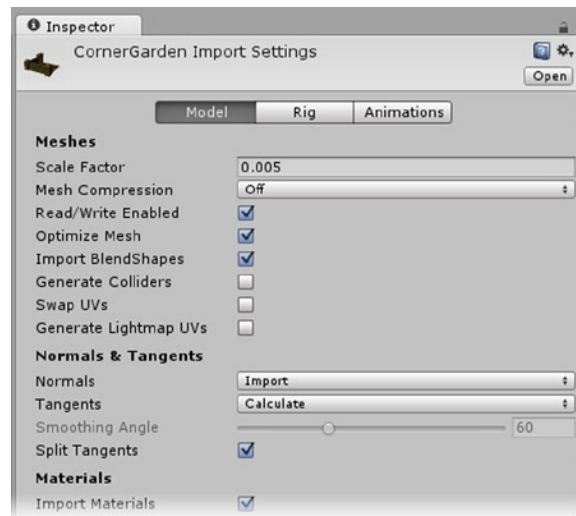 Inspector
CornerGarden Import Settings
Open
Model Rig Animations
Meshes
Scale Factor 0.005
Mesh Compression Off
Read/Write Enabled
Optimize Mesh
Import BlendShapes
Generate Colliders
Swap UVs
Generate Lightmap UVs
Normals & Tangents
Normals Import
Tangents Calculate
Smoothing Angle 60
Split Tangents
Materials
Import Materials